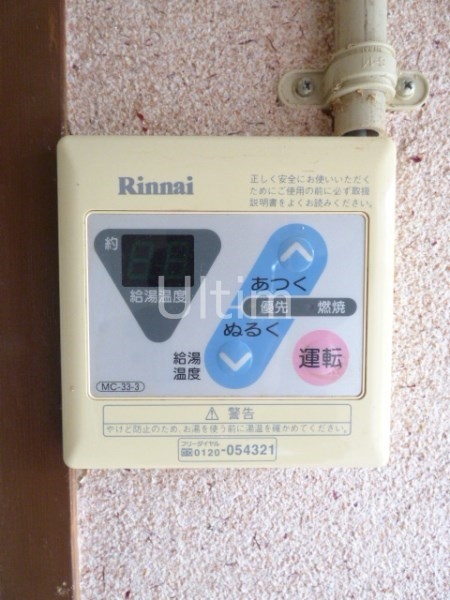 Rinnai
正しく安全にお使いいただく
ためにご使用の前に必ず取扱
説明書をよくお読みください。
約
給湯温度
あつく
優先 燃焼
ぬるく
給湯
温度
運転
MC-33-3
Ultim
⚠警告
やけど防止のため、お湯を使う前に湯温を確かめてください。
フリーダイヤル
0120-054321